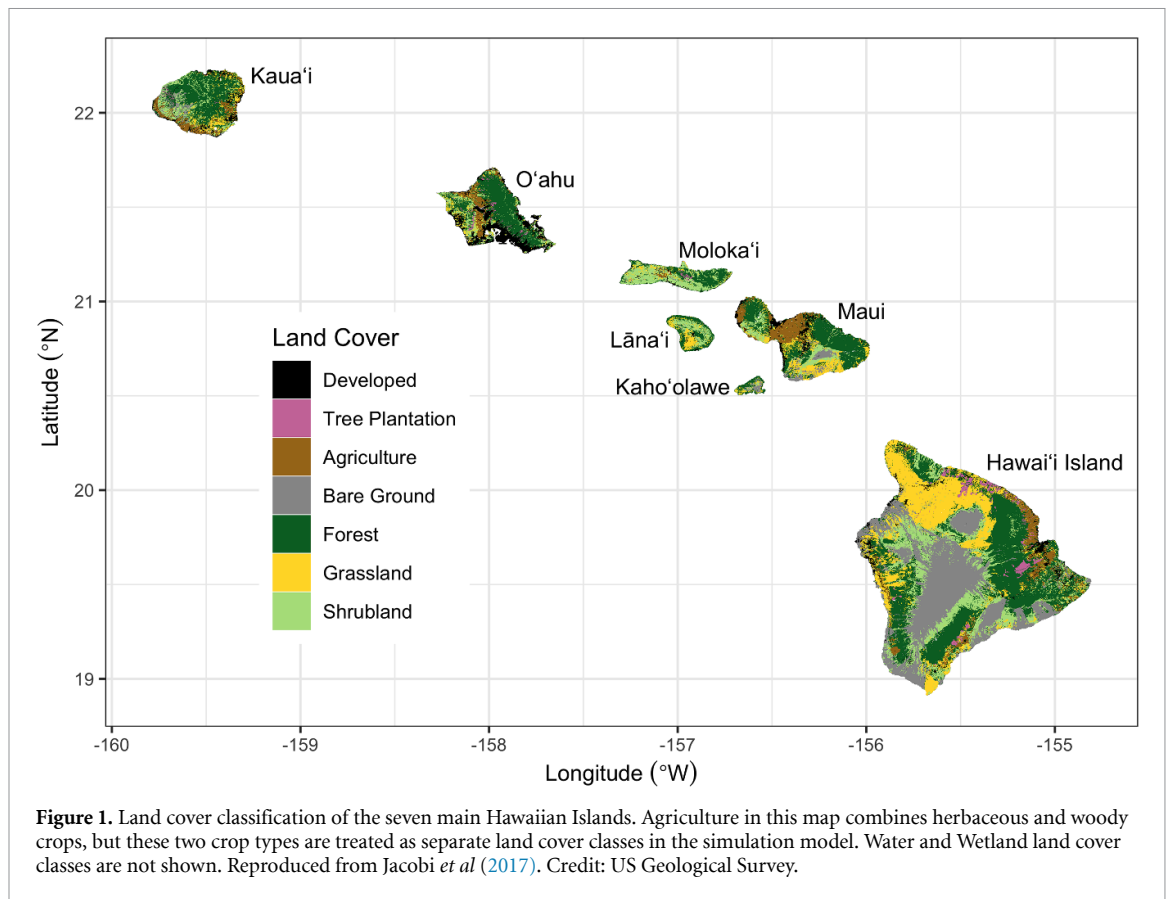 Kauaʻi
22
Oʻahu
Molokaʻi
21
Maui
Lānaʻi
Land Cover
Kahoʻolawe
Developed
Tree Plantation
Agriculture
Bare Ground
Forest
Grassland
Shrubland
Hawaiʻi Island
20
19
Latitude (°N)
-160
-159
-158
-157
-156
-155
Longitude (°W)
Figure 1. Land cover classification of the seven main Hawaiian Islands. Agriculture in this map combines herbaceous and woody
crops, but these two crop types are treated as separate land cover classes in the simulation model. Water and Wetland land cover
classes are not shown. Reproduced from Jacobi et al (2017). Credit: US Geological Survey.